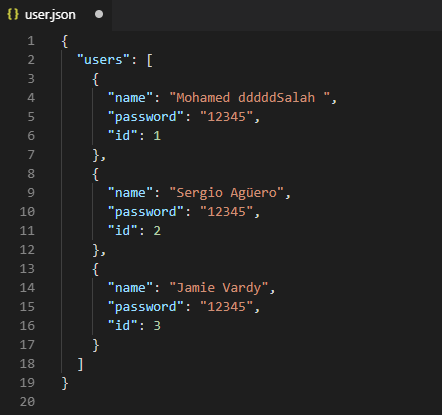 {} user.json ●
1 {
2   "users": [
3     {
4       "name": "Mohamed dddddSalah ",
5       "password": "12345",
6       "id": 1
7     },
8     {
9       "name": "Sergio Agüero",
10       "password": "12345",
11       "id": 2
12     },
13     {
14       "name": "Jamie Vardy",
15       "password": "12345",
16       "id": 3
17     }
18   ]
19 }
20